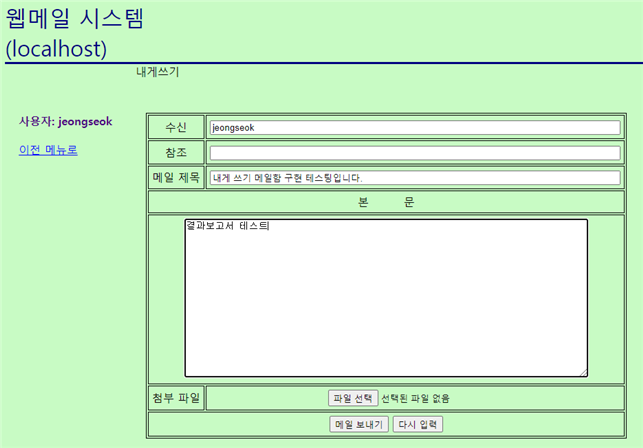 웹메일 시스템
(localhost)
내게쓰기
사용자: jeongseok
이전 메뉴로
수신 jeongseok
참조
메일 제목 내게 쓰기 메일함 구현 테스팅입니다.
본 문
결과보고서 테스트
첨부 파일 파일 선택 선택된 파일 없음
메일 보내기 다시 입력